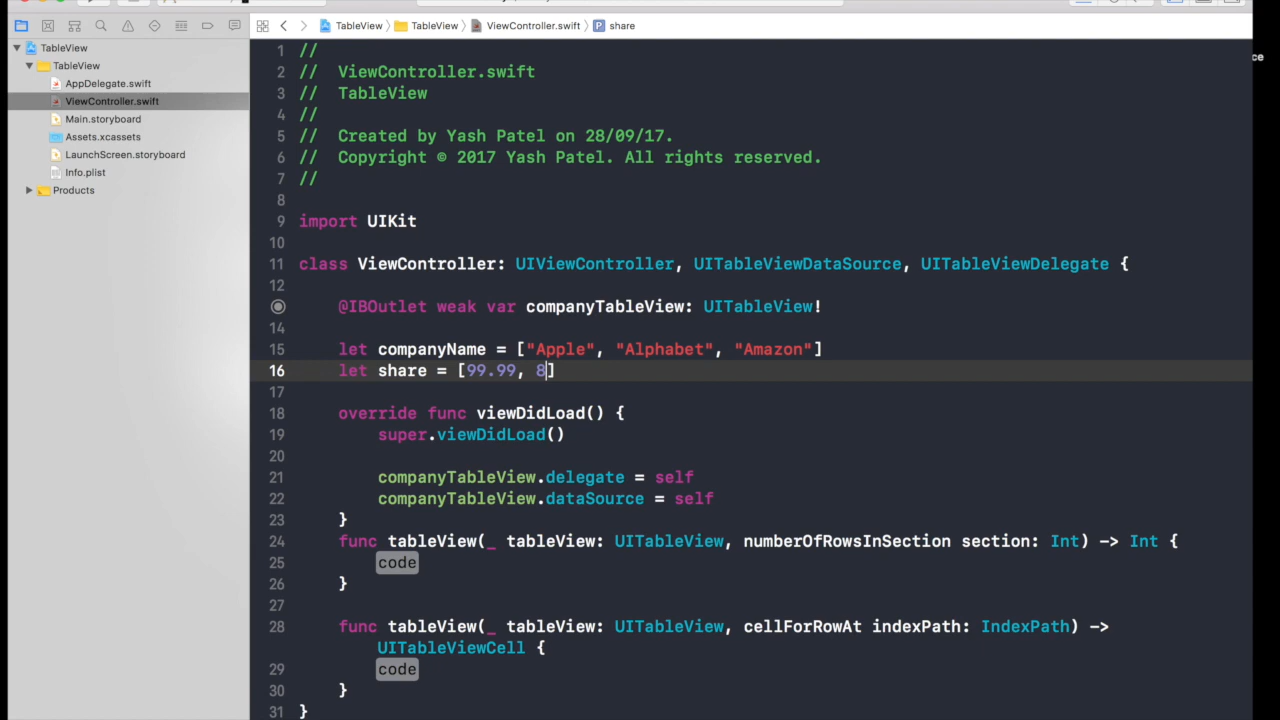 TableView
TableView
ViewController.swift
share
TableView
TableView
AppDelegate.swift
ViewController.swift
Main.storyboard
Assets.xcassets
LaunchScreen.storyboard
Info.plist
Products
1 //
2 // ViewController.swift
3 // TableView
4 //
5 // Created by Yash Patel on 28/09/17.
6 // Copyright © 2017 Yash Patel. All rights reserved.
7 //
8
9 import UIKit
10
11 class ViewController: UIViewController, UITableViewDataSource, UITableViewDelegate {
12
@IBOutlet weak var companyTableView: UITableView!
14
15 let companyName = ["Apple", "Alphabet", "Amazon"]
16 let share = [99.99, 8]
17
18 override func viewDidLoad() {
19 super.viewDidLoad()
20
21 companyTableView.delegate = self
22 companyTableView.dataSource = self
23 }
24 func tableView(_ tableView: UITableView, numberOfRowsInSection section: Int) -> Int {
25 code
26 }
27
28 func tableView(_ tableView: UITableView, cellForRowAt indexPath: IndexPath) ->
UITableViewCell {
29 code
30 }
31 }
ce